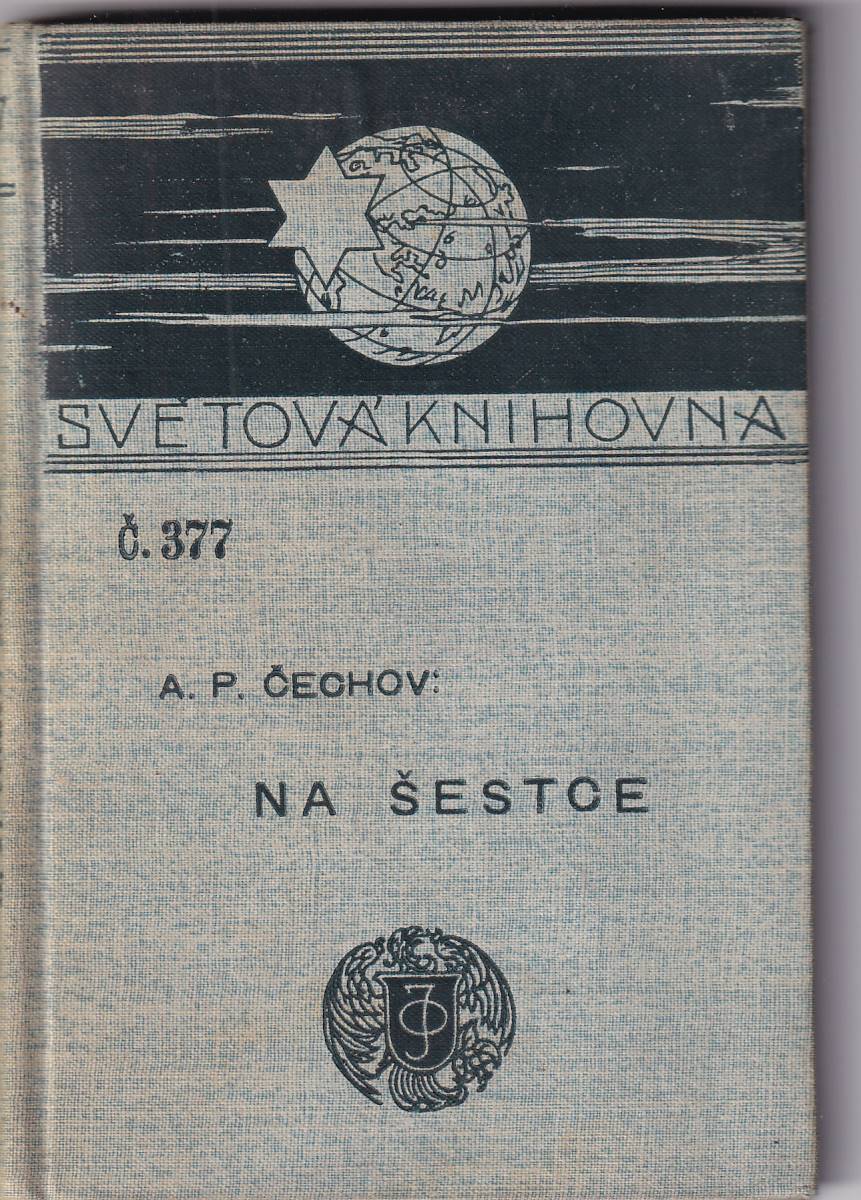 SVĚTOVÁ KNIHOVNA
Č. 377
A. P. ČECHOV:
NA ŠESTCE